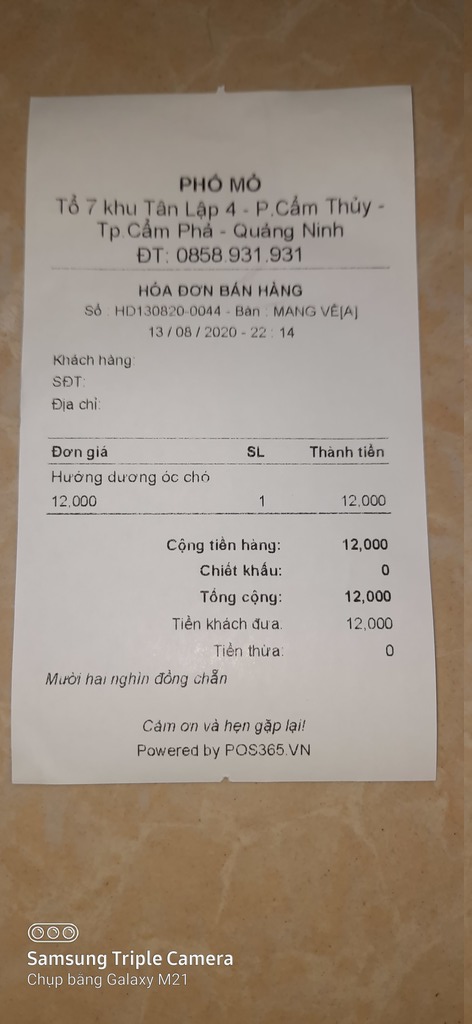 PHỐ MỎ
Tổ 7 khu Tân Lập 4 - P.Cẩm Thủy -
Tp.Cẩm Phả - Quảng Ninh
ĐT: 0858.931.931
HÓA ĐƠN BÁN HÀNG
Số : HD130820-0044 - Bàn : MANG VỀ[A]
13 / 08 / 2020 - 22 : 14
Khách hàng:
SĐT:
Địa chỉ:
Đơn giá SL Thành tiền
Hướng dương óc chó
12,000 1 12,000
Cộng tiền hàng: 12,000
Chiết khấu: 0
Tổng cộng: 12,000
Tiền khách đưa: 12,000
Tiền thừa: 0
Mười hai nghìn đồng chẵn
Cảm ơn và hẹn gặp lại!
Powered by POS365.VN
Samsung Triple Camera
Chụp bằng Galaxy M21